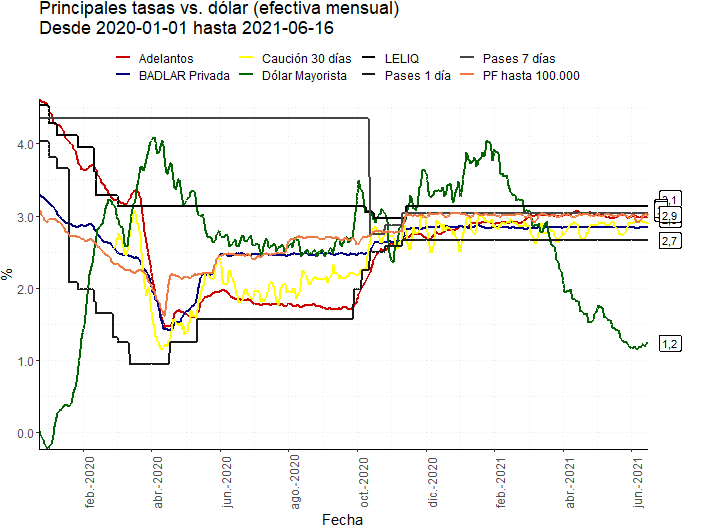 Principales tasas vs. dólar (efectiva mensual)
Desde 2020-01-01 hasta 2021-06-16
Adelantos Caución 30 días LELIQ Pases 7 días
BADLAR Privada Dólar Mayorista Pases 1 día PF hasta 100.000
4.0
3.0
2.0
1.0
0.0
%
2,9
2,7
1,2
feb.-2020 abr.-2020 jun.-2020 ago.-2020 oct.-2020 dic.-2020 feb.-2021 abr.-2021 jun.-2021
Fecha